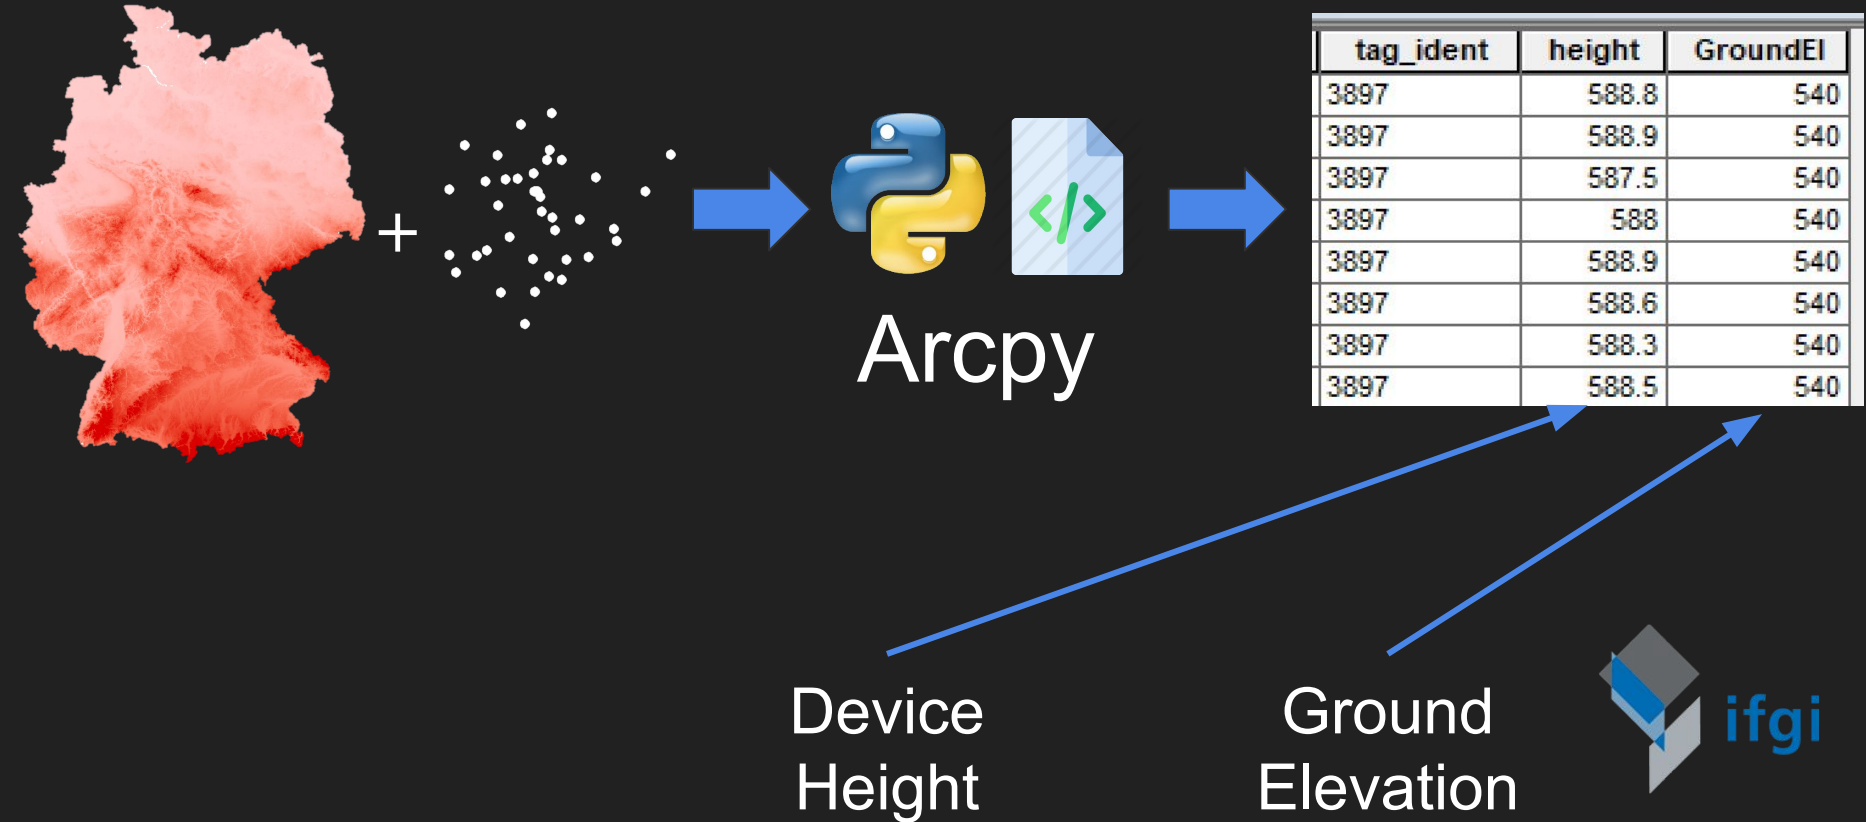 tag_ident height GroundEl
3897 588.8 540
3897 588.9 540
3897 587.5 540
3897 588 540
3897 588.9 540
3897 588.6 540
3897 588.3 540
3897 588.5 540
+
</>
Arcpy
Device
Height
Ground
Elevation
ifgi